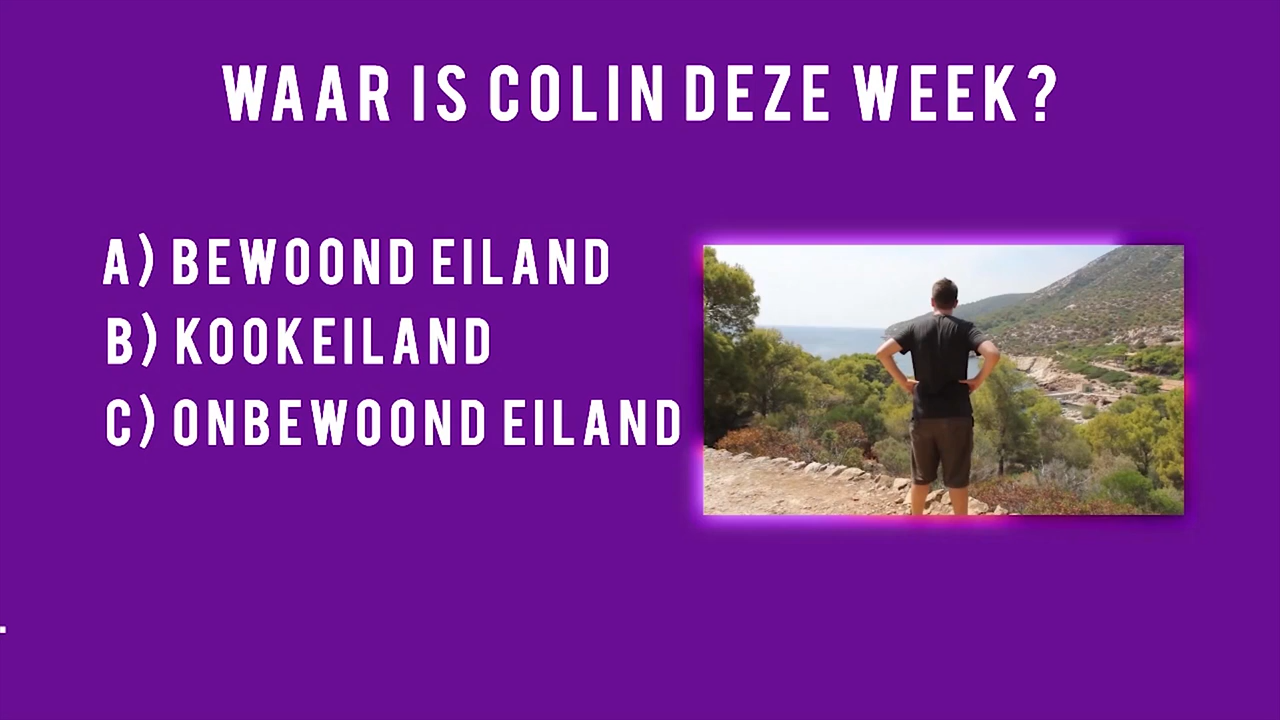 WAAR IS COLIN DEZE WEEK?
A) BEWOOND EILAND
B) KOOKEILAND
C) ONBEWOOND EILAND